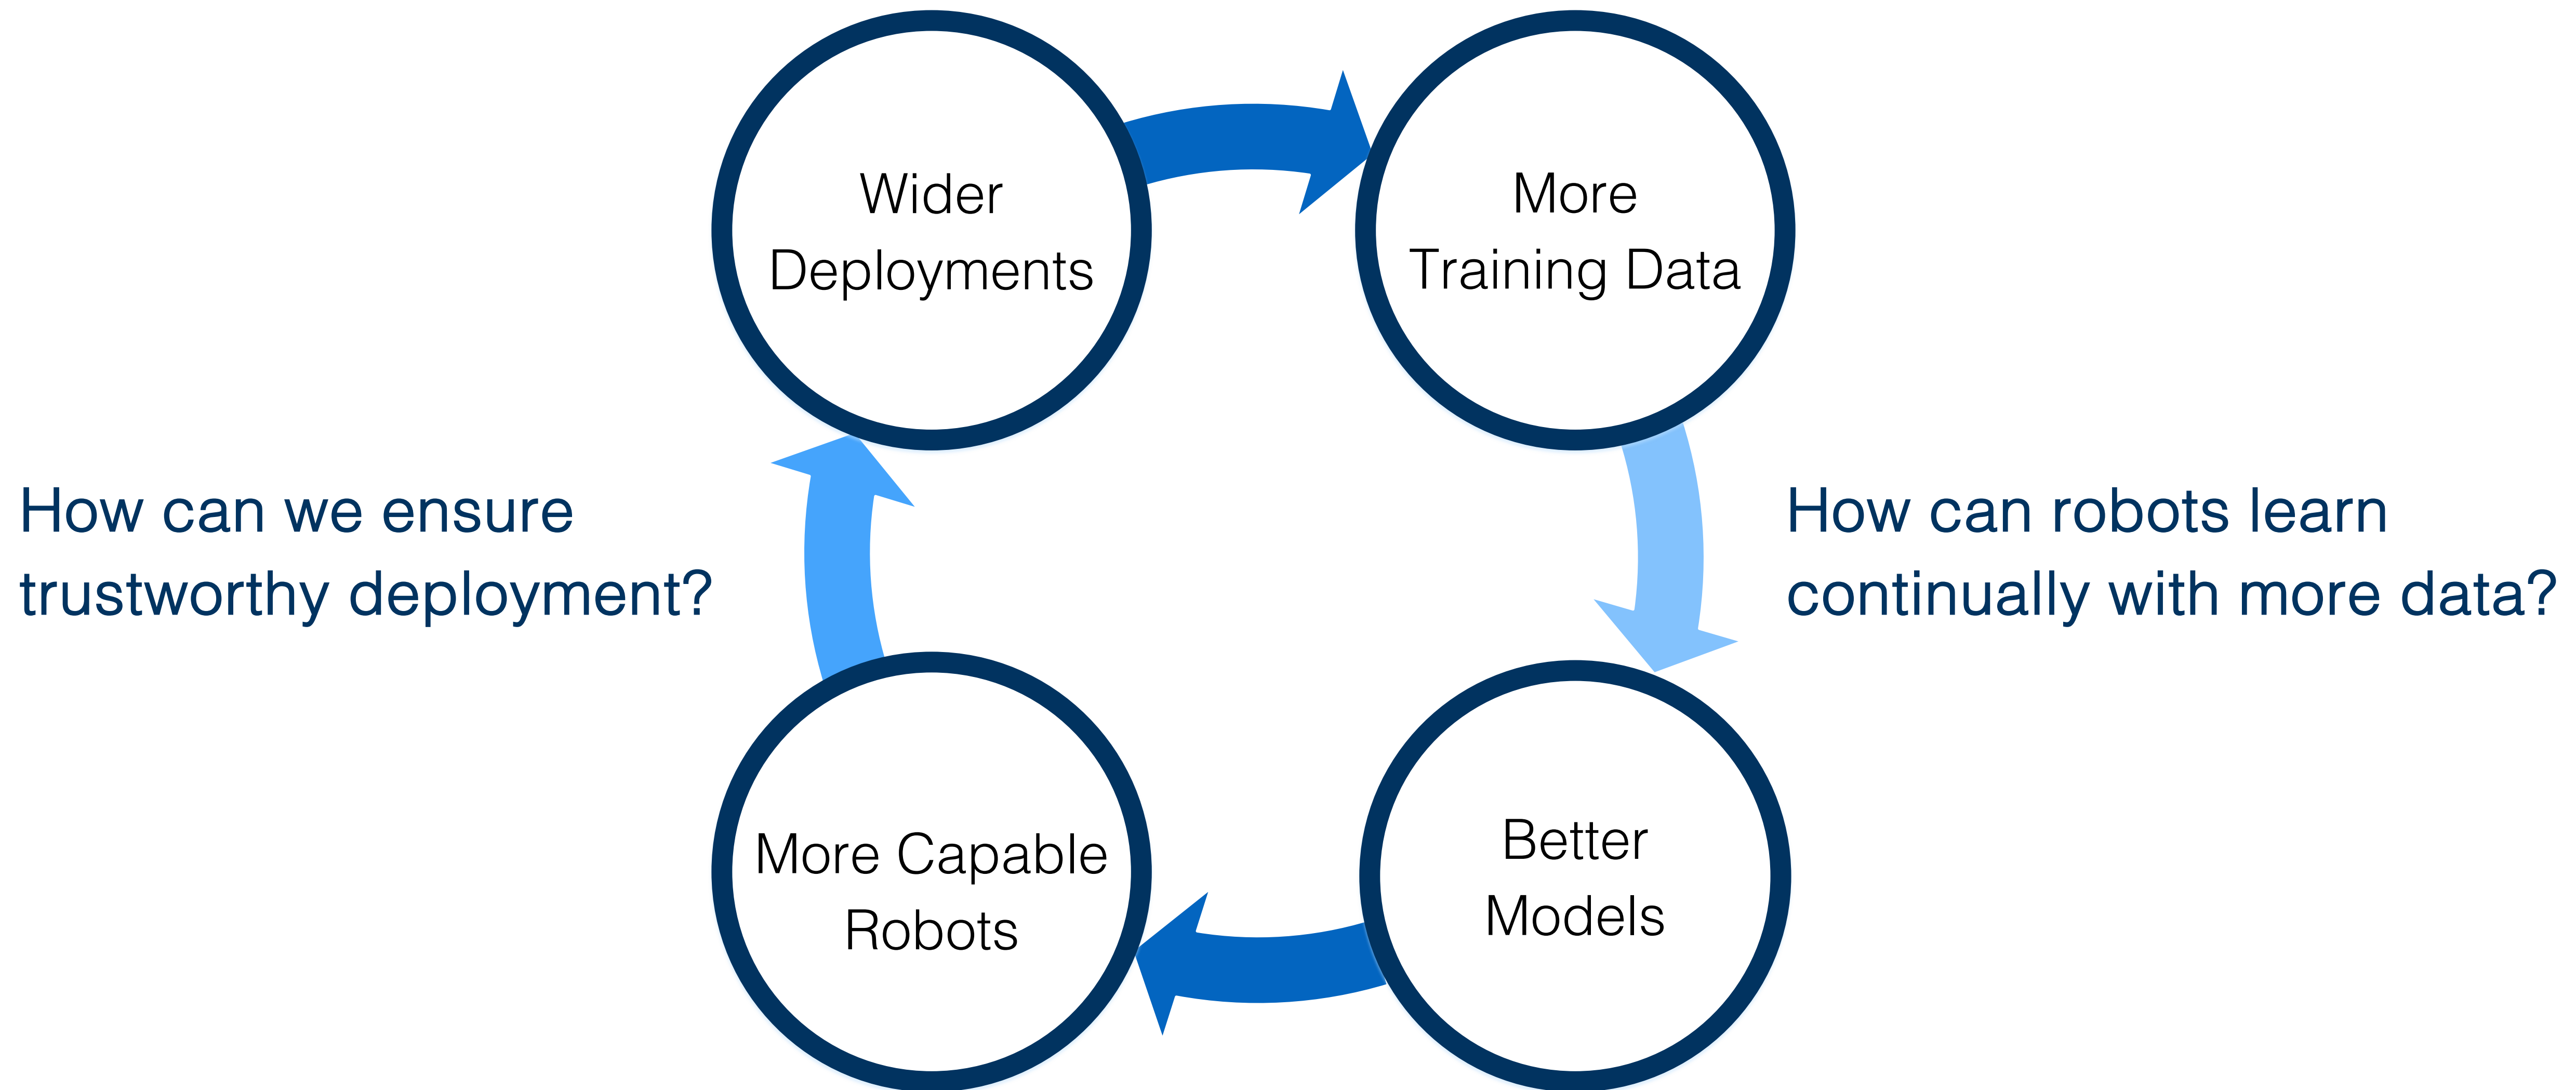 Wider
Deployments
More
Training Data
How can we ensure
trustworthy deployment?
How can robots learn
continually with more data?
More Capable
Robots
Better
Models